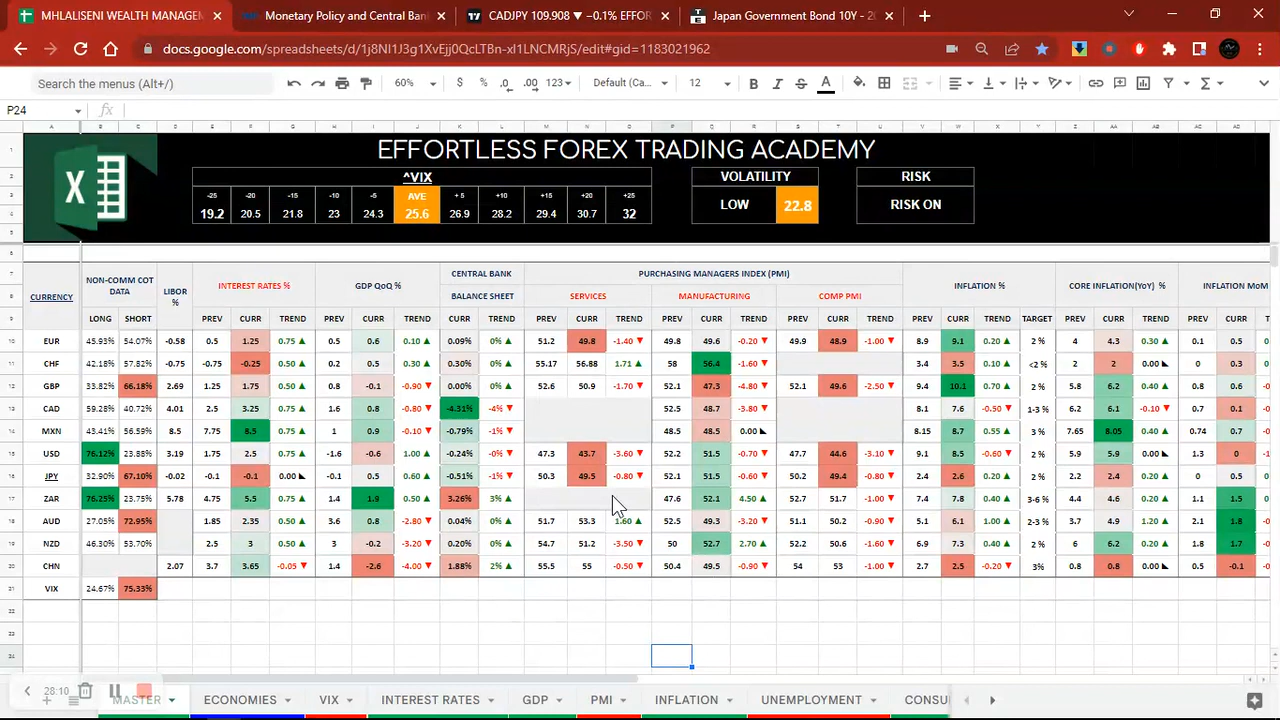 MHLALISENI WEALTH MANAGEM
Monetary Policy and Central Bank
CADJPY 109.908 ▼ −0.1% EFFOR
Japan Government Bond 10Y - 20
docs.google.com/spreadsheets/d/1j8NI1J3g1XvEjj0QcLTBn-xI1LNCMRjS/edit#gid=1183021962
Search the menus (Alt+/)
60%
$ % .0 .00 123
Default (Ca...
12
B I S A
P24
fx
EFFORTLESS FOREX TRADING ACADEMY
^VIX
VOLATILITY
RISK
-25 -20 -15 -10 -5 AVE + 5 +10 +15 +20 +25
19.2 20.5 21.8 23 24.3 25.6 26.9 28.2 29.4 30.7 32
LOW 22.8
RISK ON
CURRENCY
NON-COMM COT DATA
LIBOR %
INTEREST RATES %
GDP QoQ %
CENTRAL BANK
BALANCE SHEET
PURCHASING MANAGERS INDEX (PMI)
SERVICES MANUFACTURING COMP PMI
INFLATION %
CORE INFLATION(YoY) %
INFLATION MoM
LONG SHORT PREV CURR TREND PREV CURR TREND CURR TREND PREV CURR TREND PREV CURR TREND PREV CURR TREND PREV CURR TREND TARGET PREV CURR TREND PREV CURR
EUR 45.93% 54.07% -0.58 0.5 1.25 0.75 ▲ 0.5 0.6 0.10 ▲ 0.09% 0% ▲ 51.2 49.8 -1.40 ▼ 49.8 49.6 -0.20 ▼ 49.9 48.9 -1.00 ▼ 8.9 9.1 0.20 ▲ 2 % 4 4.3 0.30 ▲ 0.1 0.5
CHF 42.18% 57.82% -0.75 -0.75 -0.25 0.50 ▲ 0.2 0.5 0.30 ▲ 0.30% 0% ▲ 55.17 56.88 1.71 ▲ 58 56.4 -1.60 ▼ 3.4 3.5 0.10 ▲ <2 % 2 2 0.00 ◣ 0 0.3
GBP 33.82% 66.18% 2.69 1.25 1.75 0.50 ▲ 0.8 -0.1 -0.90 ▼ 0.00% 0% ▲ 52.6 50.9 -1.70 ▼ 52.1 47.3 -4.80 ▼ 52.1 49.6 -2.50 ▼ 9.4 10.1 0.70 ▲ 2 % 5.8 6.2 0.40 ▲ 0.8 0.6
CAD 59.28% 40.72% 4.01 2.5 3.25 0.75 ▲ 1.6 0.8 -0.80 ▼ -4.31% -4% ▼ 52.5 48.7 -3.80 ▼ 8.1 7.6 -0.50 ▼ 1-3 % 6.2 6.1 -0.10 ▼ 0.7 0.1
MXN 43.41% 56.59% 8.5 7.75 8.5 0.75 ▲ 1 0.9 -0.10 ▼ -0.79% -1% ▼ 48.5 48.5 0.00 ◣ 8.15 8.7 0.55 ▲ 3 % 7.65 8.05 0.40 ▲ 0.74 0.7
USD 76.12% 23.88% 3.19 1.75 2.5 0.75 ▲ -1.6 -0.6 1.00 ▲ -0.24% -0% ▼ 47.3 43.7 -3.60 ▼ 52.2 51.5 -0.70 ▼ 47.7 44.6 -3.10 ▼ 9.1 8.5 -0.60 ▼ 2 % 5.9 5.9 0.00 ◣ 1.3 0
JPY 32.90% 67.10% -0.02 -0.1 -0.1 0.00 ◣ 0.1 0.5 0.40 ▲ -0.51% -1% ▼ 50.3 49.5 -0.80 ▼ 52.1 51.5 -0.60 ▼ 50.2 49.4 -0.80 ▼ 2.4 2.6 0.20 ▲ 2 % 2.2 2.4 0.20 ▲ 0 0.5
ZAR 76.25% 23.75% 5.78 4.75 5.5 0.75 ▲ 1.4 1.9 0.50 ▲ 3.26% 3% ▲ 47.6 52.1 4.50 ▲ 52.7 51.7 -1.00 ▼ 7.4 7.8 0.40 ▲ 3-6 % 4.4 4.6 0.20 ▲ 1.1 1.5
AUD 27.05% 72.95% 1.85 2.35 0.50 ▲ 3.6 0.8 -2.80 ▼ 0.04% 0% ▲ 51.7 53.3 1.60 ▲ 52.5 49.3 -3.20 ▼ 51.1 50.2 -0.90 ▼ 5.1 6.1 1.00 ▲ 2-3 % 3.7 4.9 1.20 ▲ 2.1 1.8
NZD 46.30% 53.70% 2.5 3 0.50 ▲ 3 -0.2 -3.20 ▼ 0.20% 0% ▲ 54.7 51.2 -3.50 ▼ 50 52.7 2.70 ▲ 52.2 50.6 -1.60 ▼ 6.9 7.3 0.40 ▲ 2 % 6 6.2 0.20 ▲ 1.8 1.7
CHN 2.07 3.7 3.65 -0.05 ▼ 1.4 -2.6 -4.00 ▼ 1.88% 2% ▲ 55.5 55 -0.50 ▼ 50.4 49.5 -0.90 ▼ 54 53 -1.00 ▼ 2.7 2.5 -0.20 ▼ 3% 0.8 0.8 0.00 ◣ 0.5 -0.1
VIX 24.67% 75.33%
28:10
MASTER ECONOMIES VIX INTEREST RATES GDP PMI INFLATION UNEMPLOYMENT CONSU